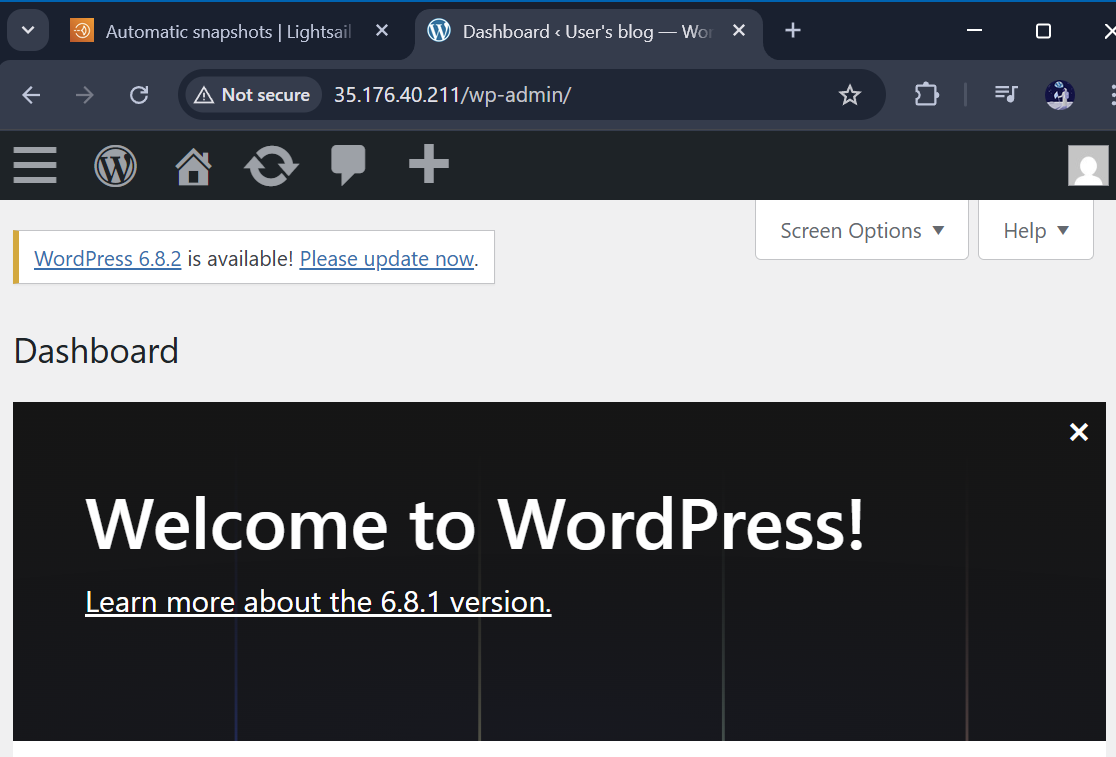 Automatic snapshots | Lightsail
Dashboard ‹ User's blog — Wor
Not secure
35.176.40.211/wp-admin/
Screen Options ▼
Help ▼
WordPress 6.8.2 is available! Please update now.
Dashboard
Welcome to WordPress!
Learn more about the 6.8.1 version.